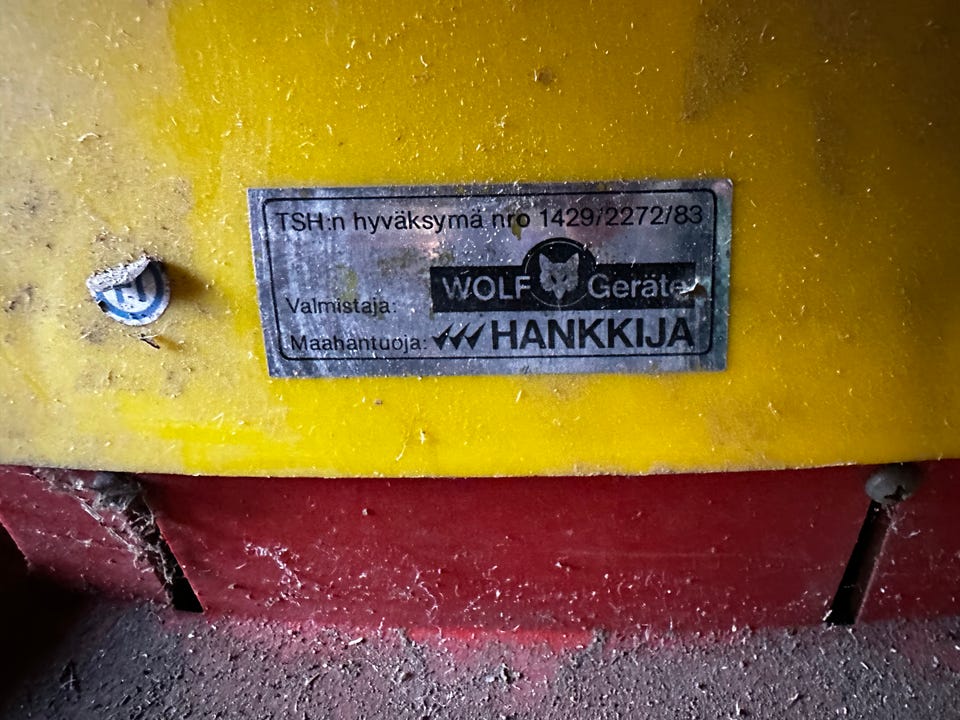 TSH:n hyväksymä nro 1429/2272/83
WOLF Geräte
Valmistaja:
Maahantuoja: HANKKIJA